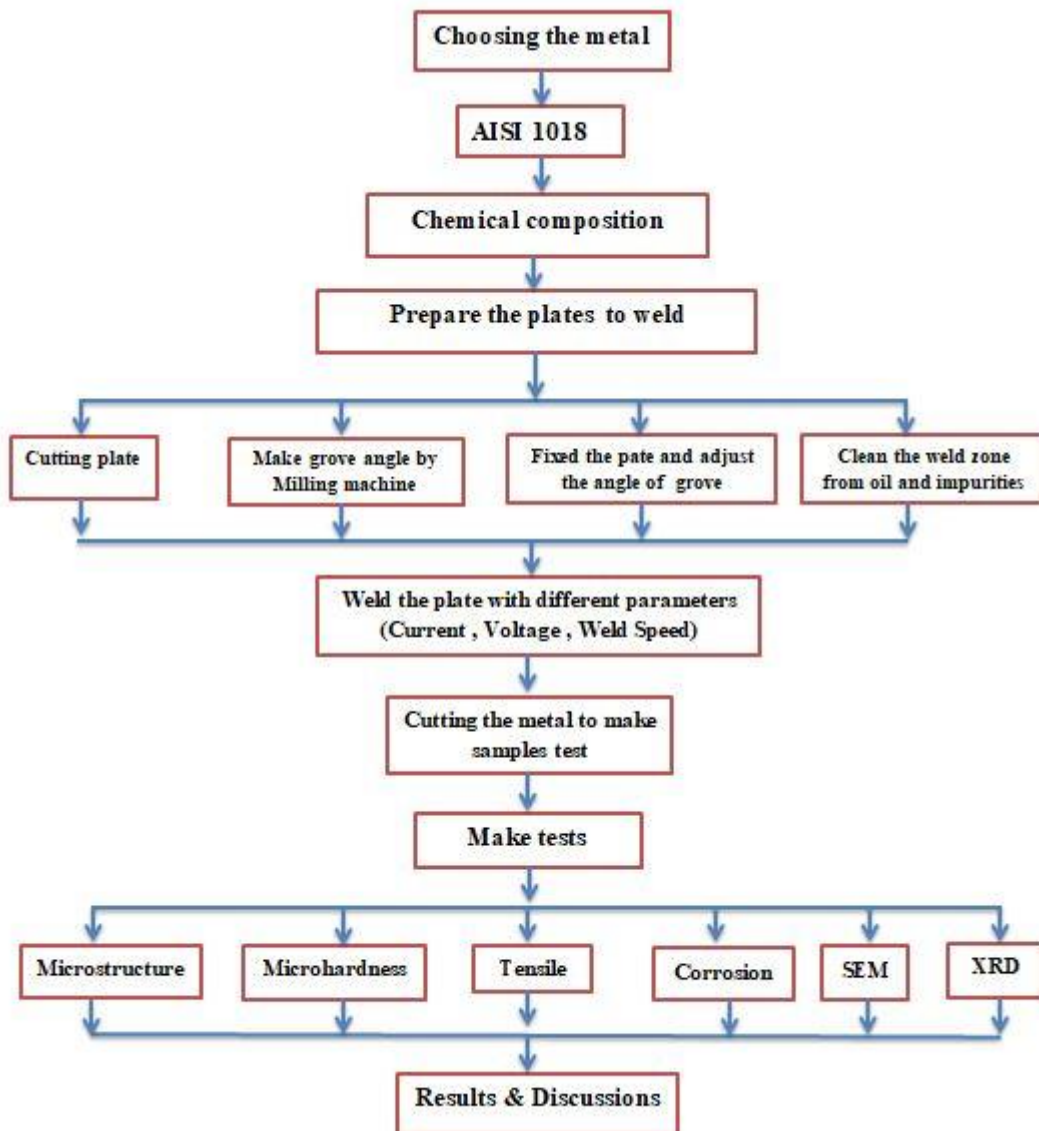 Choosing the metal
AISI 1018
Chemical composition
Prepare the plates to weld
Cutting plate
Make grove angle by
Milling machine
Fixed the pate and adjust
the angle of grove
Clean the weld zone
from oil and impurities
Weld the plate with different parameters
(Current , Voltage , Weld Speed)
Cutting the metal to make
samples test
Make tests
Microstructure
Microhardness
Tensile
Corrosion
SEM
XRD
Results & Discussions